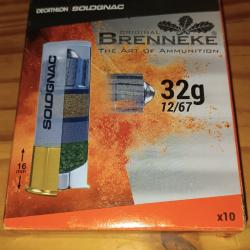 DECATHLON SOLOGNAC
ORIGINAL
BRENNEKE
THE ART OF AMMUNITION
32g
12/67
SOLOGNAC
16 mm
x10